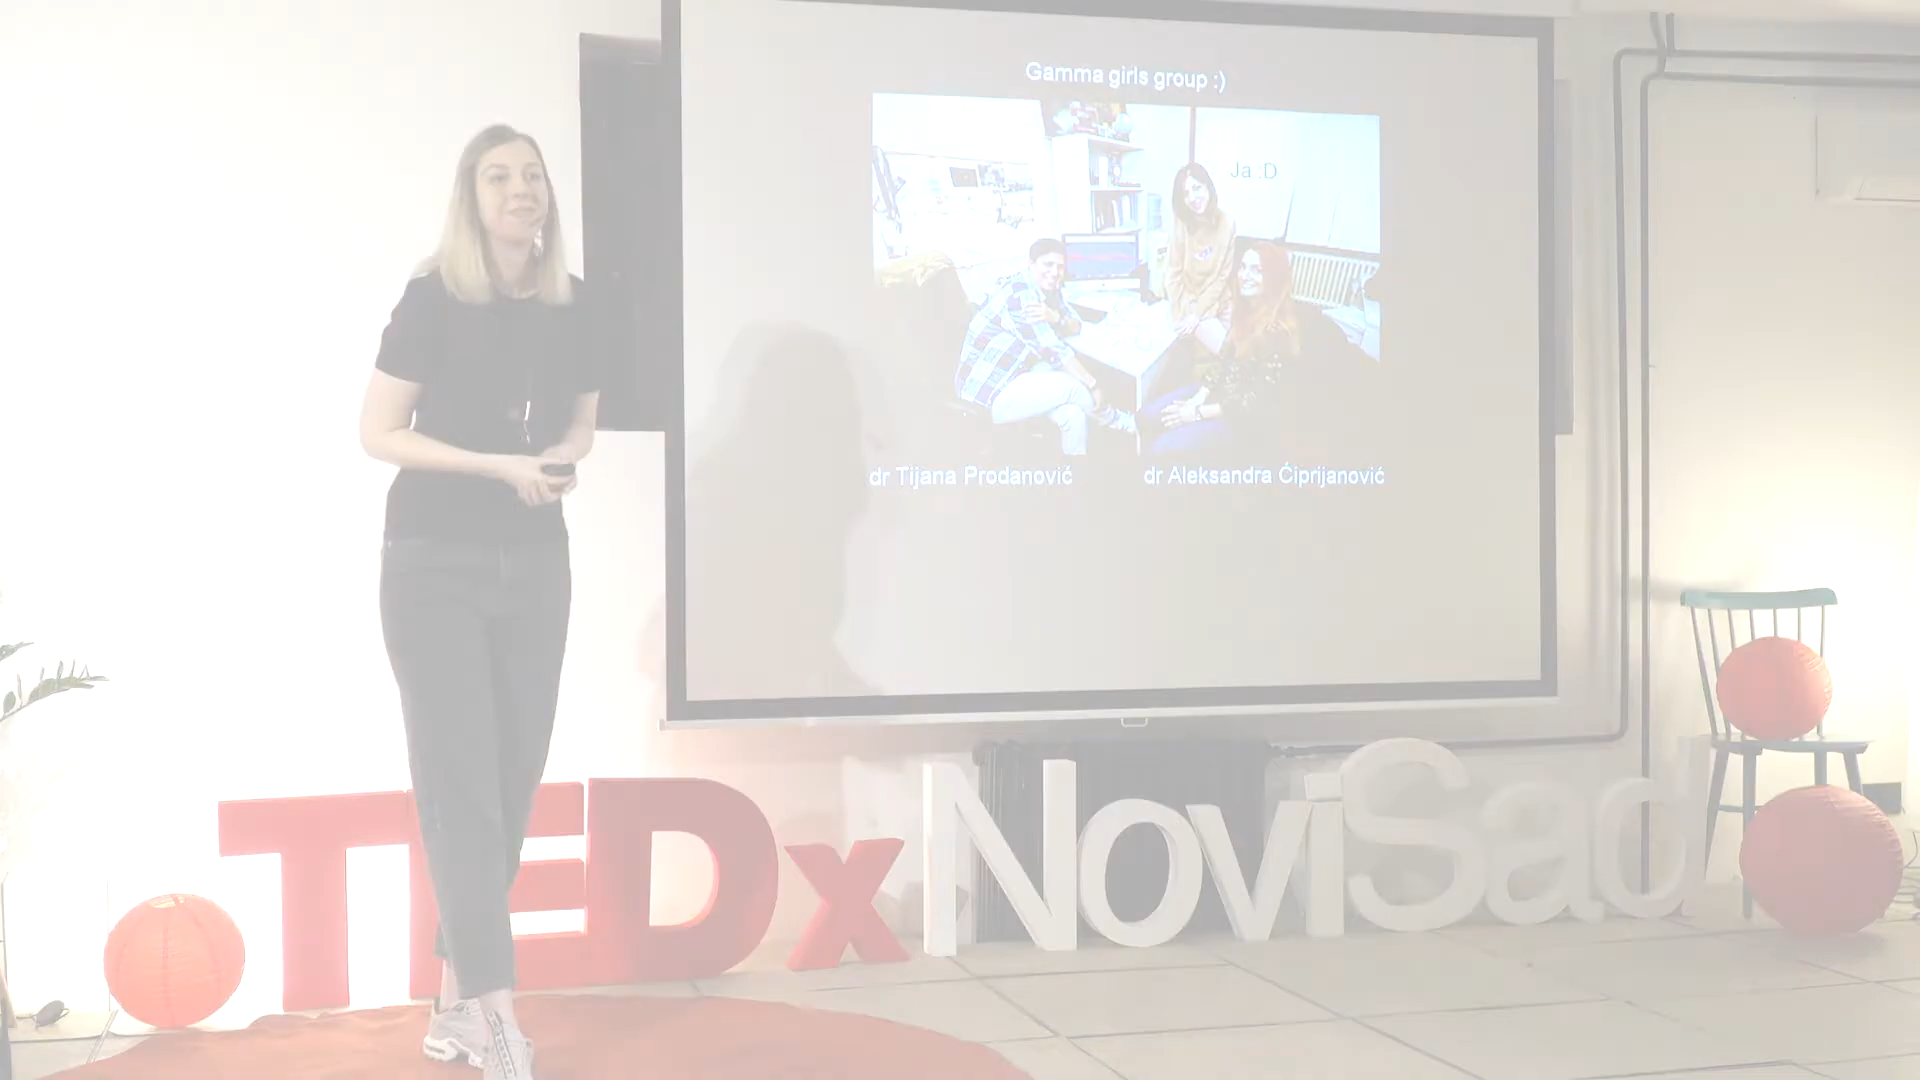 Gamma girls group :)
Ja :D
dr Tijana Prodanović
dr Aleksandra Ćiprijanović
TEDxNoviSad